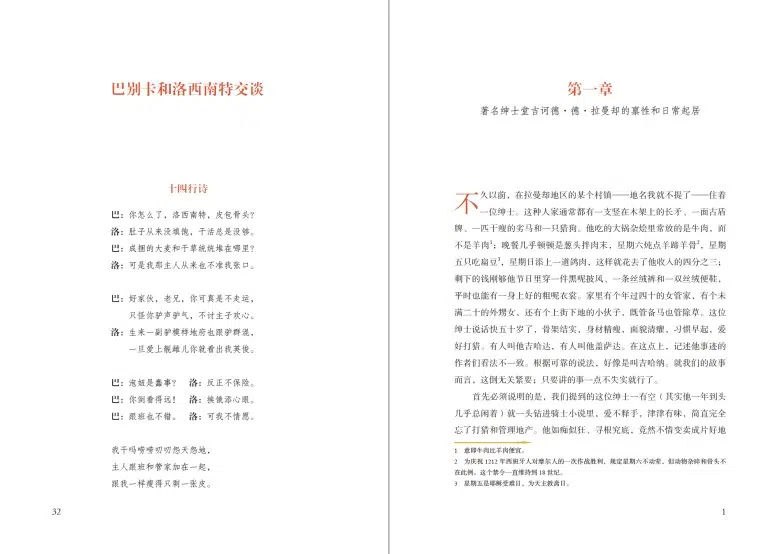 巴别卡和洛西南特交谈
十四行诗
巴：你怎么了，洛西南特，皮包骨头？
洛：肚子从来没填饱，干活总是没够。
巴：成捆的大麦和干草统统堆在哪里？
洛：可是我那主人从来也不准我张口。
巴：好家伙，老兄，你可真是不走运，
只怪你驴声驴气，不讨主子欢心。
洛：生来一副驴模样地府也跟驴群混，
一旦爱上靓雌儿你就看出我英俊。
巴：泡妞是蠢事？ 洛：反正不保险。
巴：你倒看得远！ 洛：挨饿添心眼。
巴：跟班也不错。 洛：可我不情愿。
我干吗唠唠叨叨怨天怨地，
主人跟班和管家加在一起，
跟我一样瘦得只剩一张皮。
32
第一章
著名绅士堂吉诃德·德·拉曼却的禀性和日常起居
不久以前，在拉曼却地区的某个村镇——地名我就不提了——住着
一位绅士。这种人家通常都有一支竖在木架上的长矛、一面古盾
牌、一匹干瘦的劣马和一只猎狗。他吃的大锅杂烩里常放的是牛肉，而
不是羊肉1；晚餐几乎顿顿是葱头拌肉末，星期六炖点羊蹄羊骨2，星期
五只吃扁豆3，星期日添上一道鸽肉，这样就花去了他收入的四分之三；
剩下的钱刚够他节日里穿一件黑呢披风、一条丝绒裤和一双丝绒便鞋，
平时也能有一身上好的粗呢衣裳。家里有个年过四十的女管家，有个未
满二十的外甥女，还有个上街下地的小伙子，既管备马也管除草。这位
绅士说话快五十岁了，骨架结实，身材精瘦，面貌清癯，习惯早起，爱
好打猎。有人叫他吉哈达，有人叫他盖萨达。在这点上，记述他事迹的
作者们看法不一致。根据可靠的说法，好像是叫吉哈纳。就我们的故事
而言，这倒无关紧要；只要讲的事一点不失实就行了。
首先必须说明的是，我们提到的这位绅士一有空（其实他一年到头
几乎总闲着）就一头钻进骑士小说里，爱不释手，津津有味，简直完全
忘了打猎和管理地产。他如痴似狂、寻根究底，竟然不惜变卖成片好地
1 意即牛肉比羊肉便宜。
2 为庆祝1212年西班牙人对摩尔人的一次作战胜利，规定星期六不动荤，但动物杂碎和骨头不
在此例。这个禁令一直维持到18世纪。
3 星期五是耶稣受难日，为天主教斋日。
1